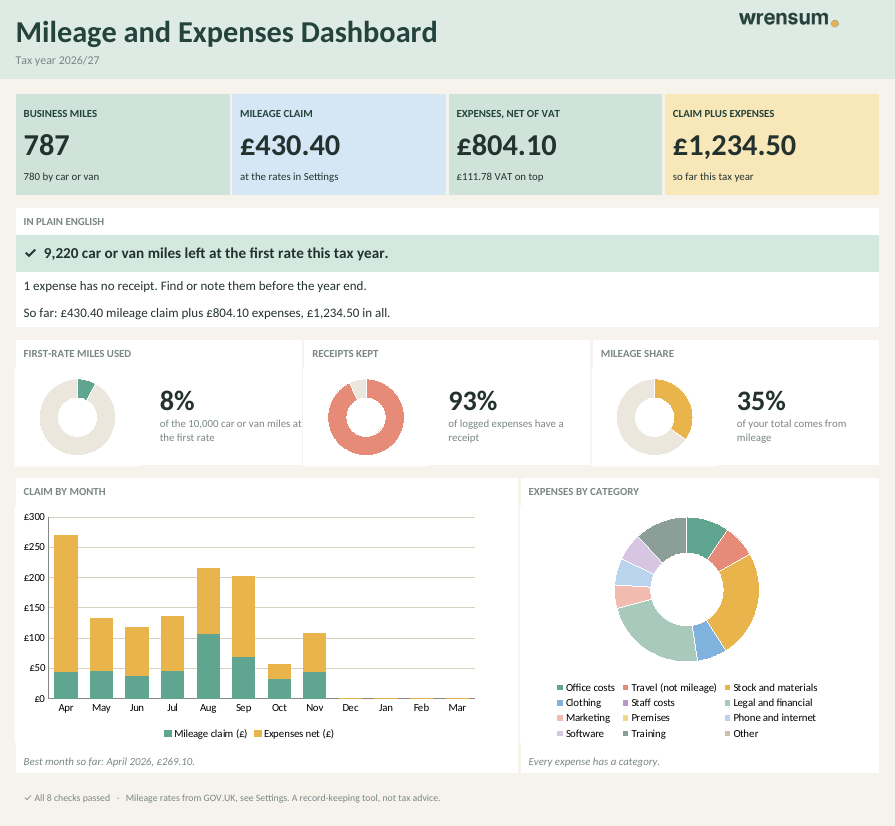 Mileage and Expenses Dashboard
wrensum.
Tax year 2026/27
BUSINESS MILES
787
780 by car or van
MILEAGE CLAIM
£430.40
at the rates in Settings
EXPENSES, NET OF VAT
£804.10
£111.78 VAT on top
CLAIM PLUS EXPENSES
£1,234.50
so far this tax year
IN PLAIN ENGLISH
✓ 9,220 car or van miles left at the first rate this tax year.
1 expense has no receipt. Find or note them before the year end.
So far: £430.40 mileage claim plus £804.10 expenses, £1,234.50 in all.
FIRST-RATE MILES USED
8%
of the 10,000 car or van miles at
the first rate
RECEIPTS KEPT
93%
of logged expenses have a
receipt
MILEAGE SHARE
35%
of your total comes from
mileage
CLAIM BY MONTH
£300
£250
£200
£150
£100
£50
£0
Apr May Jun Jul Aug Sep Oct Nov Dec Jan Feb Mar
Mileage claim (£) Expenses net (£)
Best month so far: April 2026, £269.10.
EXPENSES BY CATEGORY
Office costs Travel (not mileage) Stock and materials
Clothing Staff costs Legal and financial
Marketing Premises Phone and internet
Software Training Other
Every expense has a category.
✓ All 8 checks passed · Mileage rates from GOV.UK, see Settings. A record-keeping tool, not tax advice.